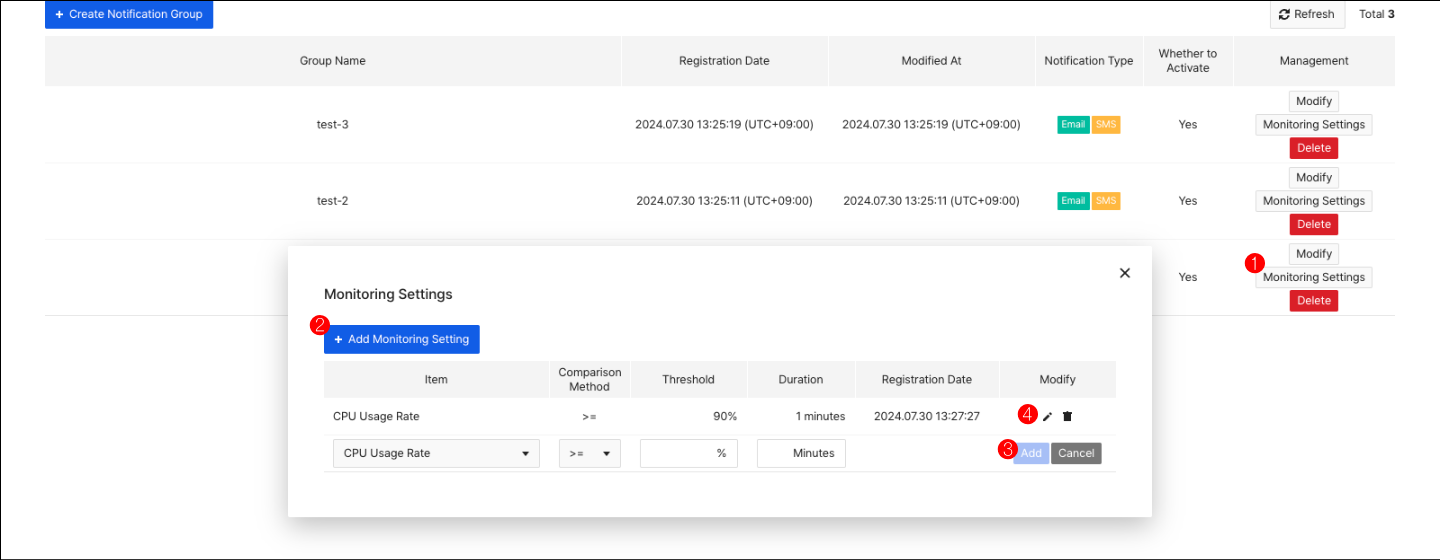 + Create Notification Group
Refresh Total 3
Group Name Registration Date Modified At Notification Type Whether to Activate Management
test-3 2024.07.30 13:25:19 (UTC+09:00) 2024.07.30 13:25:19 (UTC+09:00) Email SMS Yes
Modify
Monitoring Settings
Delete
test-2 2024.07.30 13:25:11 (UTC+09:00) 2024.07.30 13:25:11 (UTC+09:00) Email SMS Yes
Modify
Monitoring Settings
Delete
Yes
Modify
1 Monitoring Settings
Delete
Monitoring Settings
2 + Add Monitoring Setting
Item Comparison Method Threshold Duration Registration Date Modify
CPU Usage Rate >= 90% 1 minutes 2024.07.30 13:27:27 4
CPU Usage Rate >= % Minutes 3 Add Cancel